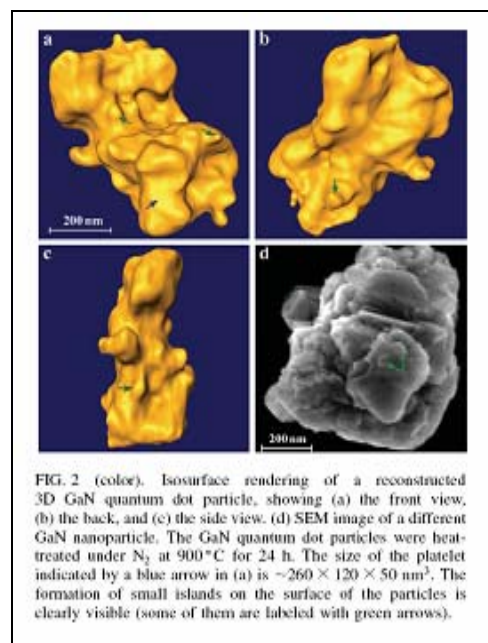 a
b
200 nm
c
d
200 nm
FIG. 2 (color). Isosurface rendering of a reconstructed
3D GaN quantum dot particle, showing (a) the front view,
(b) the back, and (c) the side view. (d) SEM image of a different
GaN nanoparticle. The GaN quantum dot particles were heat-
treated under N₂ at 900°C for 24 h. The size of the platelet
indicated by a blue arrow in (a) is ~260 × 120 × 50 nm³. The
formation of small islands on the surface of the particles is
clearly visible (some of them are labeled with green arrows).